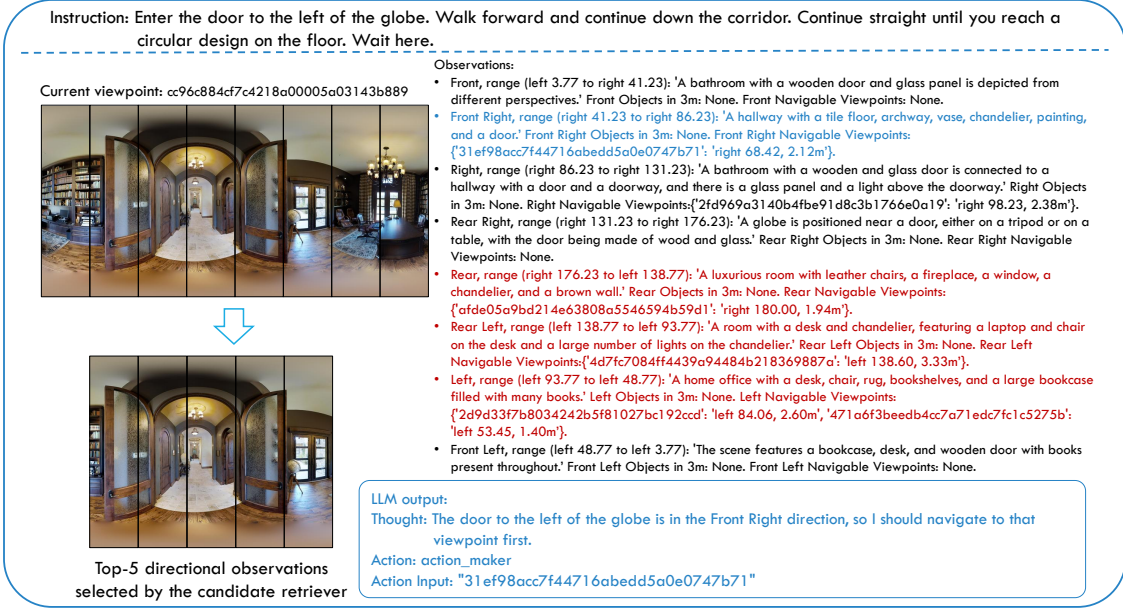 Instruction: Enter the door to the left of the globe. Walk forward and continue down the corridor. Continue straight until you reach a
circular design on the floor. Wait here.
Current viewpoint: cc96c884cf7c4218a00005a03143b889
Observations:
• Front, range (left 3.77 to right 41.23): 'A bathroom with a wooden door and glass panel is depicted from
different perspectives.' Front Objects in 3m: None. Front Navigable Viewpoints: None.
• Front Right, range (right 41.23 to right 86.23): 'A hallway with a tile floor, archway, vase, chandelier, painting,
and a door.' Front Right Objects in 3m: None. Front Right Navigable Viewpoints:
{'31ef98acc7f44716abedd5a0e0747b71': 'right 68.42, 2.12m'}.
• Right, range (right 86.23 to right 131.23): 'A bathroom with a wooden and glass door is connected to a
hallway with a door and a doorway, and there is a glass panel and a light above the doorway.' Right Objects
in 3m: None. Right Navigable Viewpoints:{'2fd969a3140b4fbe91d8c3b1766e0a19': 'right 98.23, 2.38m'}.
• Rear Right, range (right 131.23 to right 176.23): 'A globe is positioned near a door, either on a tripod or on a
table, with the door being made of wood and glass.' Rear Right Objects in 3m: None. Rear Right Navigable
Viewpoints: None.
• Rear, range (right 176.23 to left 138.77): 'A luxurious room with leather chairs, a fireplace, a window, a
chandelier, and a brown wall.' Rear Objects in 3m: None. Rear Navigable Viewpoints:
{'afde05a9bd214e63808a5546594b59d1': 'right 180.00, 1.94m'}.
• Rear Left, range (left 138.77 to left 93.77): 'A room with a desk and chandelier, featuring a laptop and chair
on the desk and a large number of lights on the chandelier.' Rear Left Objects in 3m: None. Rear Left
Navigable Viewpoints:{'4d7fc7084ff4439a94484b218369887a': 'left 138.60, 3.33m'}.
• Left, range (left 93.77 to left 48.77): 'A home office with a desk, chair, rug, bookshelves, and a large bookcase
filled with many books.' Left Objects in 3m: None. Left Navigable Viewpoints:
{'2d9d33f7b8034242b5f81027bc192ccd': 'left 84.06, 2.60m', '471a6f3beedb4cc7a71edc7fc1c5275b':
'left 53.45, 1.40m'}.
• Front Left, range (left 48.77 to left 3.77): 'The scene features a bookcase, desk, and wooden door with books
present throughout.' Front Left Objects in 3m: None. Front Left Navigable Viewpoints: None.
Top-5 directional observations
selected by the candidate retriever
LLM output:
Thought: The door to the left of the globe is in the Front Right direction, so I should navigate to that
viewpoint first.
Action: action_maker
Action Input: "31ef98acc7f44716abedd5a0e0747b71"